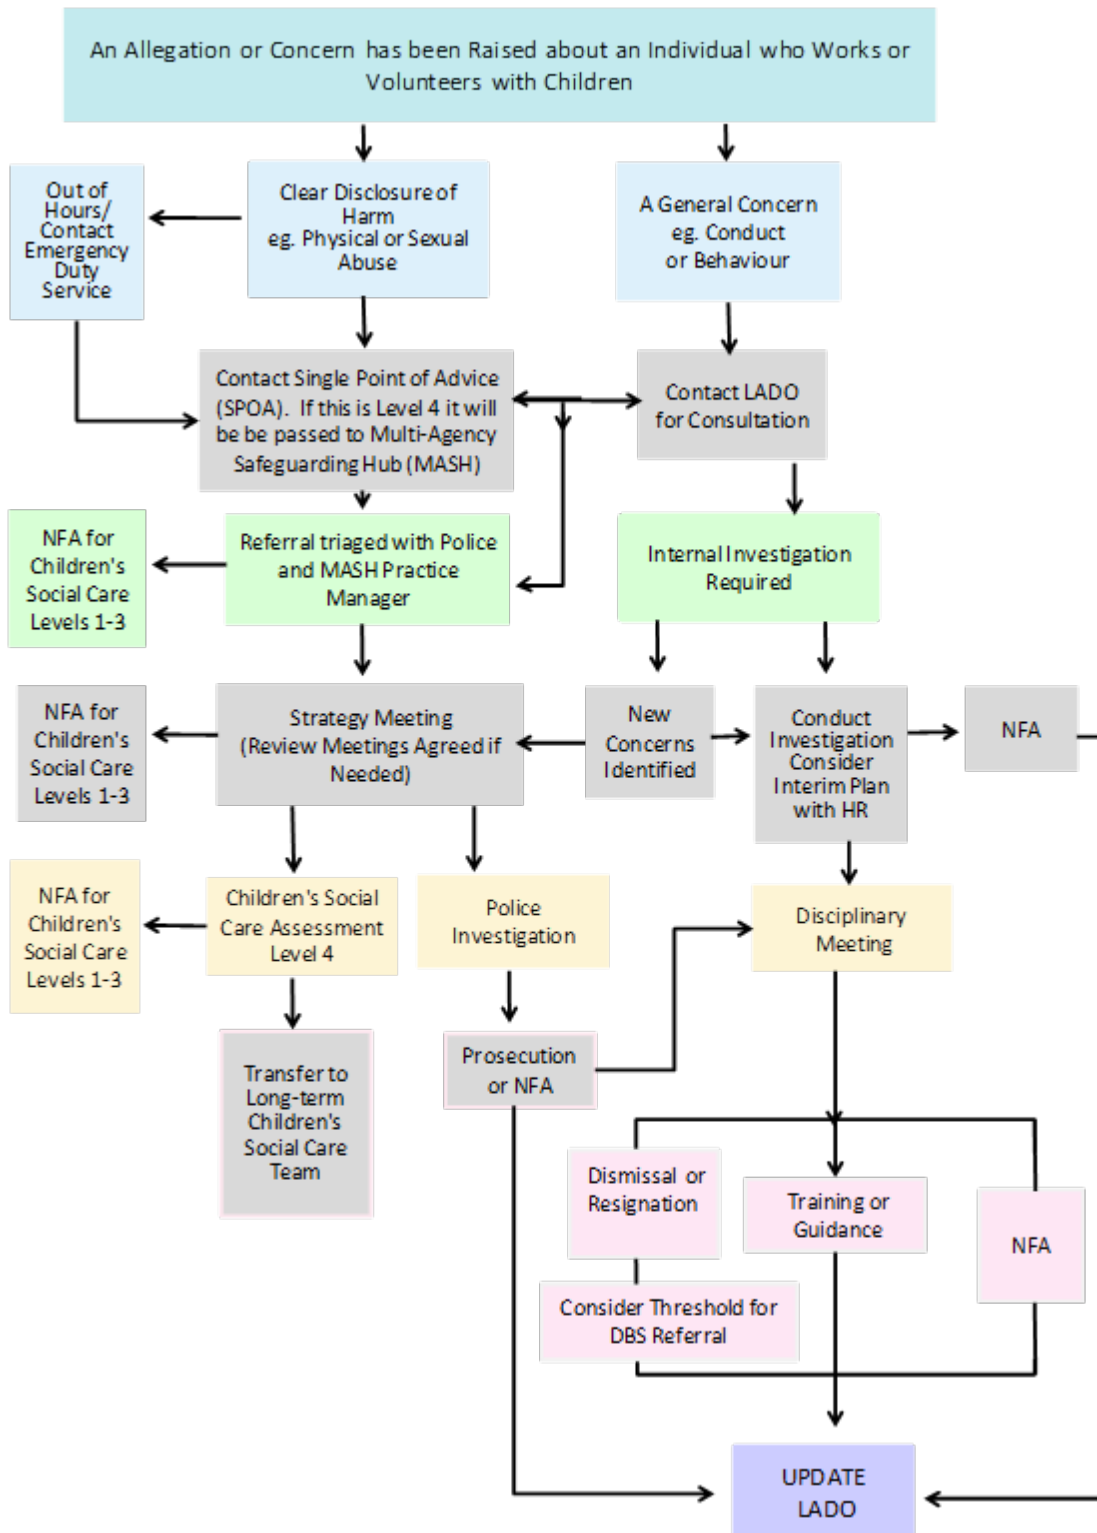 An Allegation or Concern has been Raised about an Individual who Works or
Volunteers with Children
Out of
Hours/
Contact
Emergency
Duty
Service
Clear Disclosure of
Harm
eg. Physical or Sexual
Abuse
A General Concern
eg. Conduct
or Behaviour
Contact Single Point of Advice
(SPOA). If this is Level 4 it will
be be passed to Multi-Agency
Safeguarding Hub (MASH)
Contact LADO
for Consultation
NFA for
Children's
Social Care
Levels 1-3
Referral triaged with Police
and MASH Practice
Manager
Internal Investigation
Required
NFA for
Children's
Social Care
Levels 1-3
Strategy Meeting
(Review Meetings Agreed if
Needed)
New
Concerns
Identified
Conduct
Investigation
Consider
Interim Plan
with HR
NFA
NFA for
Children's
Social Care
Levels 1-3
Children's Social
Care Assessment
Level 4
Police
Investigation
Disciplinary
Meeting
Transfer to
Long-term
Children's
Social Care
Team
Prosecution
or NFA
Dismissal or
Resignation
Training or
Guidance
NFA
Consider Threshold for
DBS Referral
UPDATE
LADO